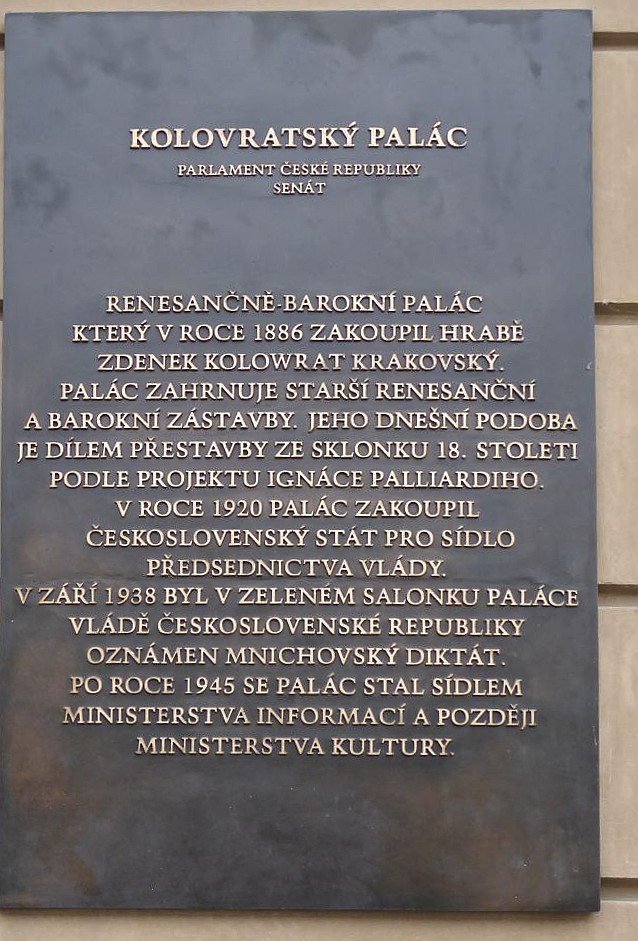 KOLOVRATSKÝ PALÁC
PARLAMENT ČESKÉ REPUBLIKY
SENÁT
RENESANČNĚ-BAROKNÍ PALÁC
KTERÝ V ROCE 1886 ZAKOUPIL HRABĚ
ZDENEK KOLOWRAT KRAKOVSKÝ.
PALÁC ZAHRNUJE STARŠÍ RENESANČNÍ
A BAROKNÍ ZÁSTAVBY. JEHO DNEŠNÍ PODOBA
JE DÍLEM PŘESTAVBY ZE SKLONKU 18. STOLETI
PODLE PROJEKTU IGNÁCE PALLIARDIHO.
V ROCE 1920 PALÁC ZAKOUPIL
ČESKOSLOVENSKÝ STÁT PRO SÍDLO
PŘEDSEDNICTVA VLÁDY.
V ZÁŘÍ 1938 BYL V ZELENÉM SALONKU PALÁCE
VLÁDĚ ČESKOSLOVENSKÉ REPUBLIKY
OZNÁMEN MNICHOVSKÝ DIKTÁT.
PO ROCE 1945 SE PALÁC STAL SÍDLEM
MINISTERSTVA INFORMACÍ A POZDĚJI
MINISTERSTVA KULTURY.